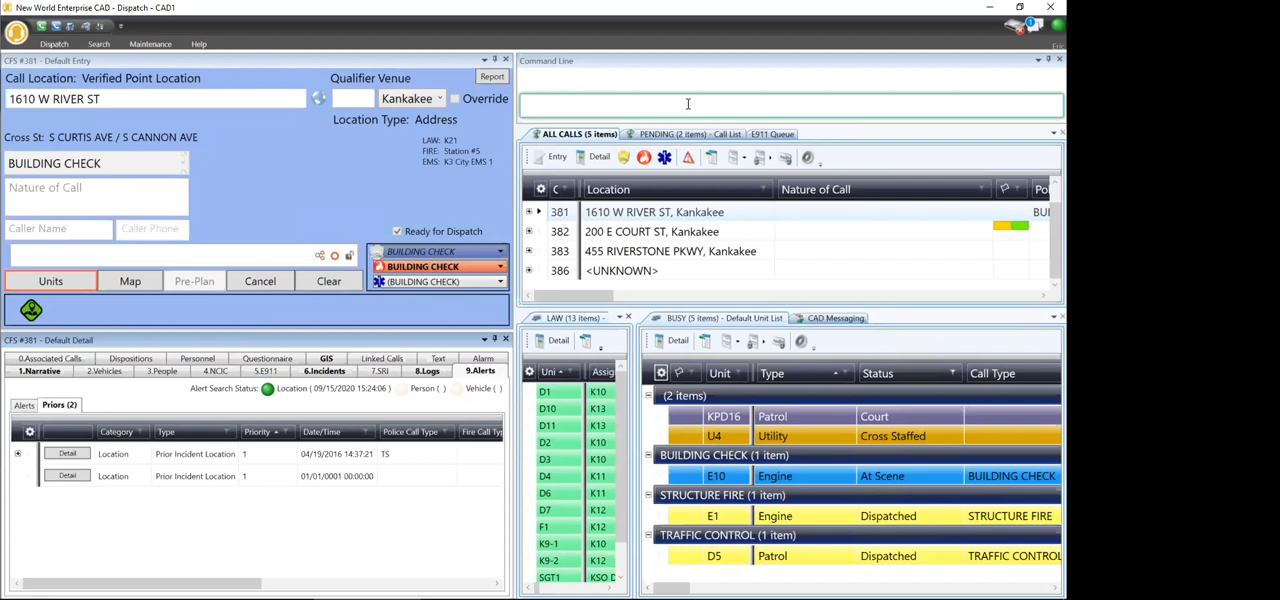 New World Enterprise CAD - Dispatch - CAD1
Dispatch Search Maintenance Help
1
Eric
CFS #381 - Default Entry
Call Location: Verified Point Location
Qualifier Venue
Report
1610 W RIVER ST
Kankakee
Override
Location Type: Address
Cross St: S CURTIS AVE / S CANNON AVE
LAW: K21
FIRE: Station #5
EMS: K3 City EMS 1
BUILDING CHECK
Nature of Call
Caller Name
Caller Phone
Ready for Dispatch
BUILDING CHECK
BUILDING CHECK
(BUILDING CHECK)
Units Map Pre-Plan Cancel Clear
CFS #381 - Default Detail
0.Associated Calls Dispositions Personnel Questionnaire GIS Linked Calls Text Alarm
1.Narrative 2.Vehicles 3.People 4.NCIC 5.E911 6.Incidents 7.SRI 8.Logs 9.Alerts
Alert Search Status: Location ( 09/15/2020 15:24:06 ) Person ( ) Vehicle ( )
Alerts Priors (2)
Category Type Priority Date/Time Police Call Type Fire Call Typ
Detail Location Prior Incident Location 1 04/19/2016 14:37:21 TS
Detail Location Prior Incident Location 1 01/01/0001 00:00:00
Command Line
ALL CALLS (5 items) PENDING (2 items) - Call List E911 Queue
Entry Detail
C Location Nature of Call Po
381 1610 W RIVER ST, Kankakee BUI
382 200 E COURT ST, Kankakee
383 455 RIVERSTONE PKWY, Kankakee
386 <UNKNOWN>
LAW (13 items) -
Detail
Uni Assig
D1 K10
D10 K13
D11 K13
D2 K10
D3 K10
D4 K11
D6 K11
D7 K12
F1 K12
K9-1 K10
K9-2 K12
SGT1 KSO D
BUSY (5 items) - Default Unit List CAD Messaging
Detail
Unit Type Status Call Type
(2 items)
KPD16 Patrol Court
U4 Utility Cross Staffed
BUILDING CHECK (1 item)
E10 Engine At Scene BUILDING CHECK
STRUCTURE FIRE (1 item)
E1 Engine Dispatched STRUCTURE FIRE
TRAFFIC CONTROL (1 item)
D5 Patrol Dispatched TRAFFIC CONTROL